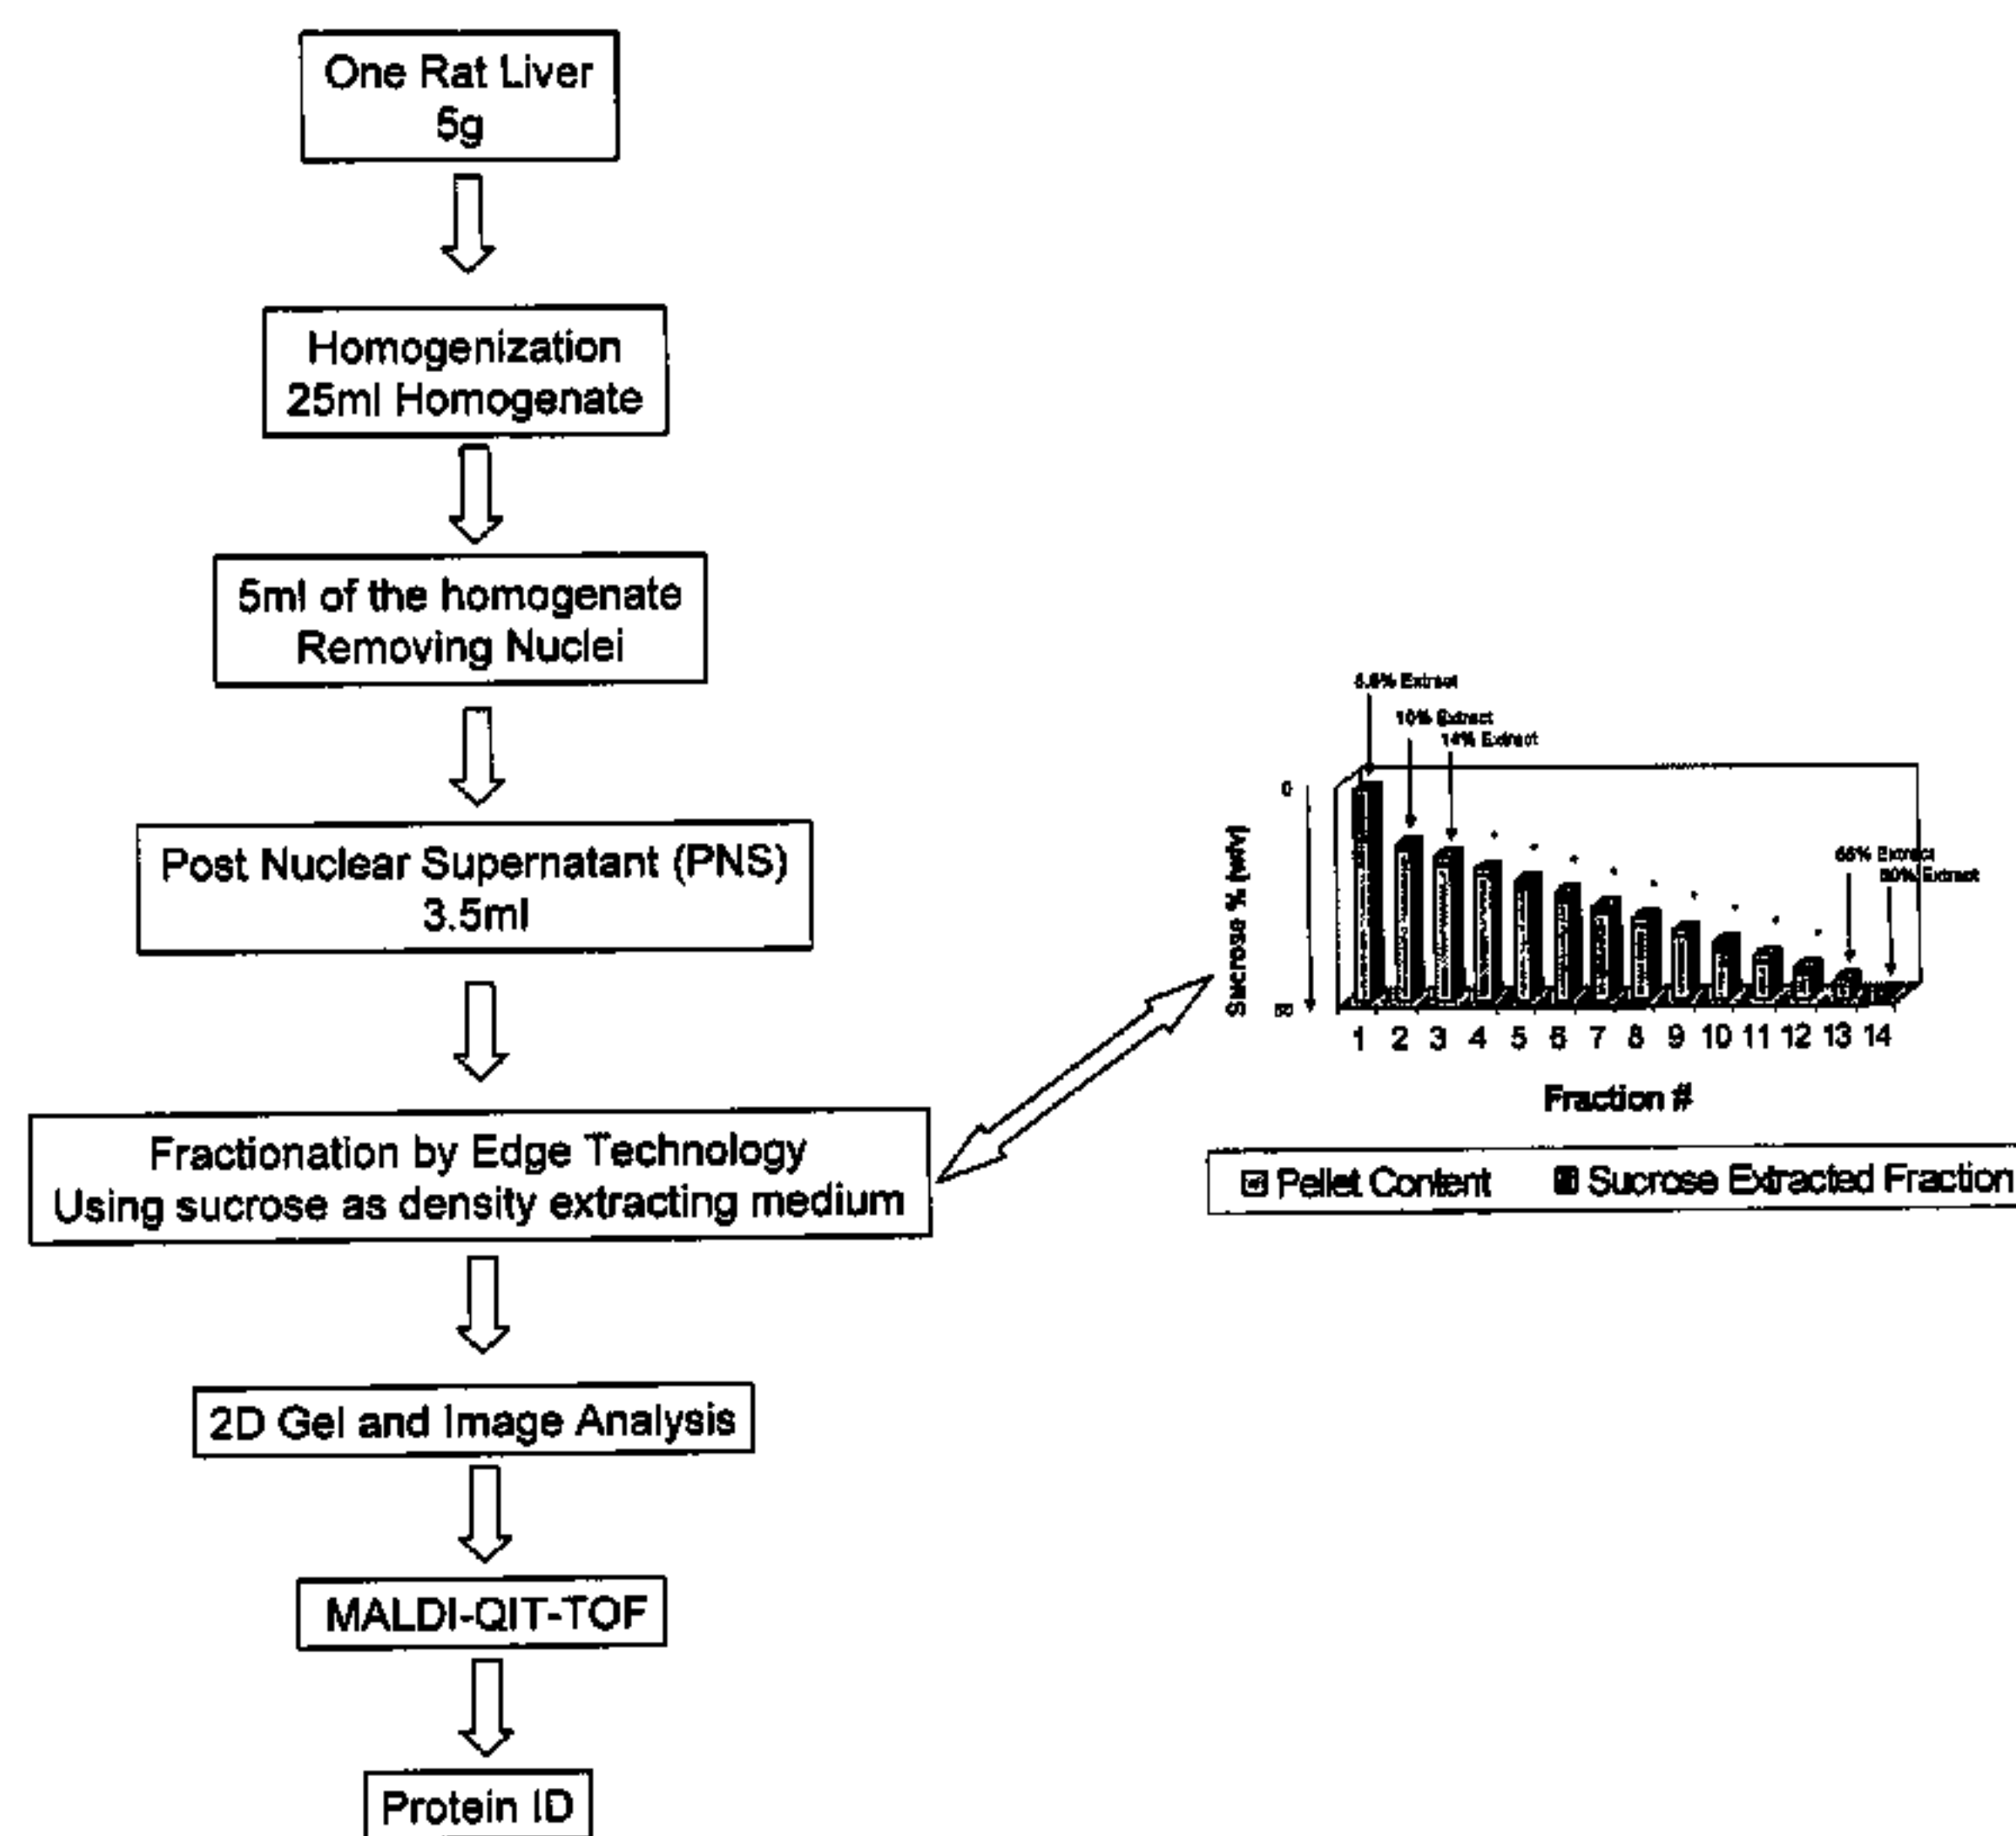 One Rat Liver
5g
Homogenization
25ml Homogenate
5ml of the homogenate
Removing Nuclei
Post Nuclear Supernatant (PNS)
3.5ml
Fractionation by Edge Technology
Using sucrose as density extracting medium
2D Gel and Image Analysis
MALDI-QIT-TOF
Protein ID
Extract
10% Extract
14% Extract
Extract
Extract
0
Sucrose % (w/v)
1 2 3 4 5 6 7 8 9 10 11 12 13 14
Fraction #
Pellet Content Sucrose Extracted Fraction